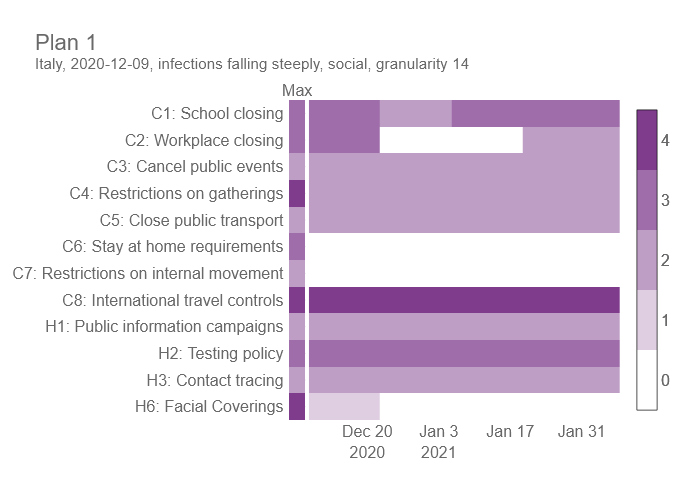 Plan 1
Italy, 2020-12-09, infections falling steeply, social, granularity 14
Max
C1: School closing
C2: Workplace closing
C3: Cancel public events
C4: Restrictions on gatherings
C5: Close public transport
C6: Stay at home requirements
C7: Restrictions on internal movement
C8: International travel controls
H1: Public information campaigns
H2: Testing policy
H3: Contact tracing
H6: Facial Coverings
Dec 20 Jan 3 Jan 17 Jan 31
2020 2021
4
3
2
1
0